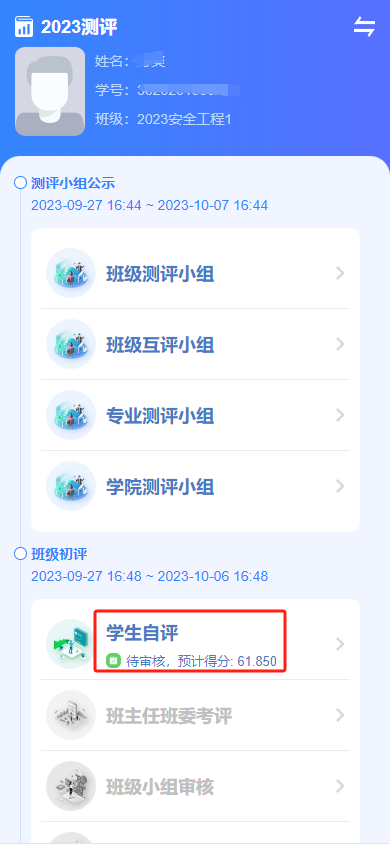 2023测评
姓名：
学号：
班级：2023安全工程1
测评小组公示
2023-09-27 16:44 ~ 2023-10-07 16:44
班级测评小组
班级互评小组
专业测评小组
学院测评小组
班级初评
2023-09-27 16:48 ~ 2023-10-06 16:48
学生自评
待审核，预计得分: 61.850
班主任班委考评
班级小组审核